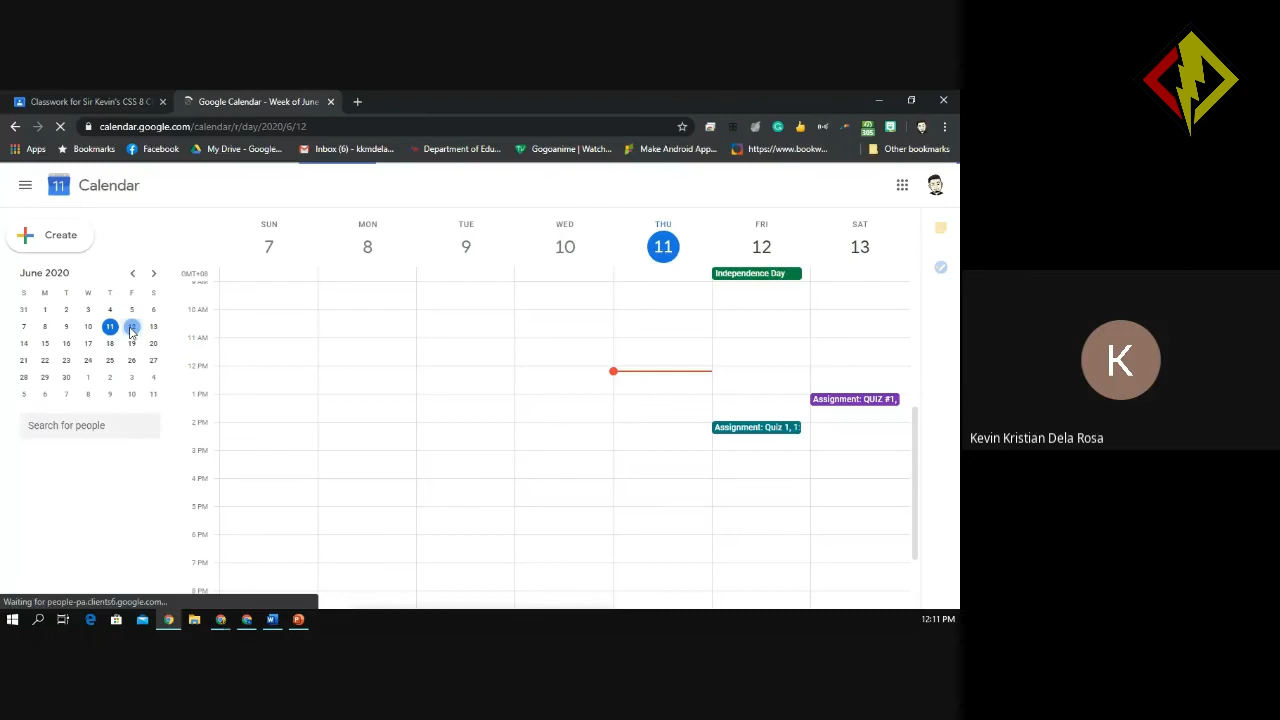 Classwork for Sir Kevin's CSS 8 C
Google Calendar - Week of June
calendar.google.com/calendar/r/day/2020/6/12
Apps Bookmarks Facebook My Drive - Google... Inbox (6) - kkmdela... Department of Edu... Gogoanime | Watch... Make Android App... https://www.bookw... Other bookmarks
11 Calendar
Create
June 2020
S M T W T F S
31 1 2 3 4 5 6
7 8 9 10 11 12 13
14 15 16 17 18 19 20
21 22 23 24 25 26 27
28 29 30 1 2 3 4
5 6 7 8 9 10 11
Search for people
SUN MON TUE WED THU FRI SAT
7 8 9 10 11 12 13
GMT+08
Independence Day
9 AM
10 AM
11 AM
12 PM
1 PM
Assignment: QUIZ #1,
2 PM
Assignment: Quiz 1, 1:
3 PM
4 PM
5 PM
6 PM
7 PM
8 PM
Waiting for people-pa.clients6.google.com...
12:11 PM
K
Kevin Kristian Dela Rosa